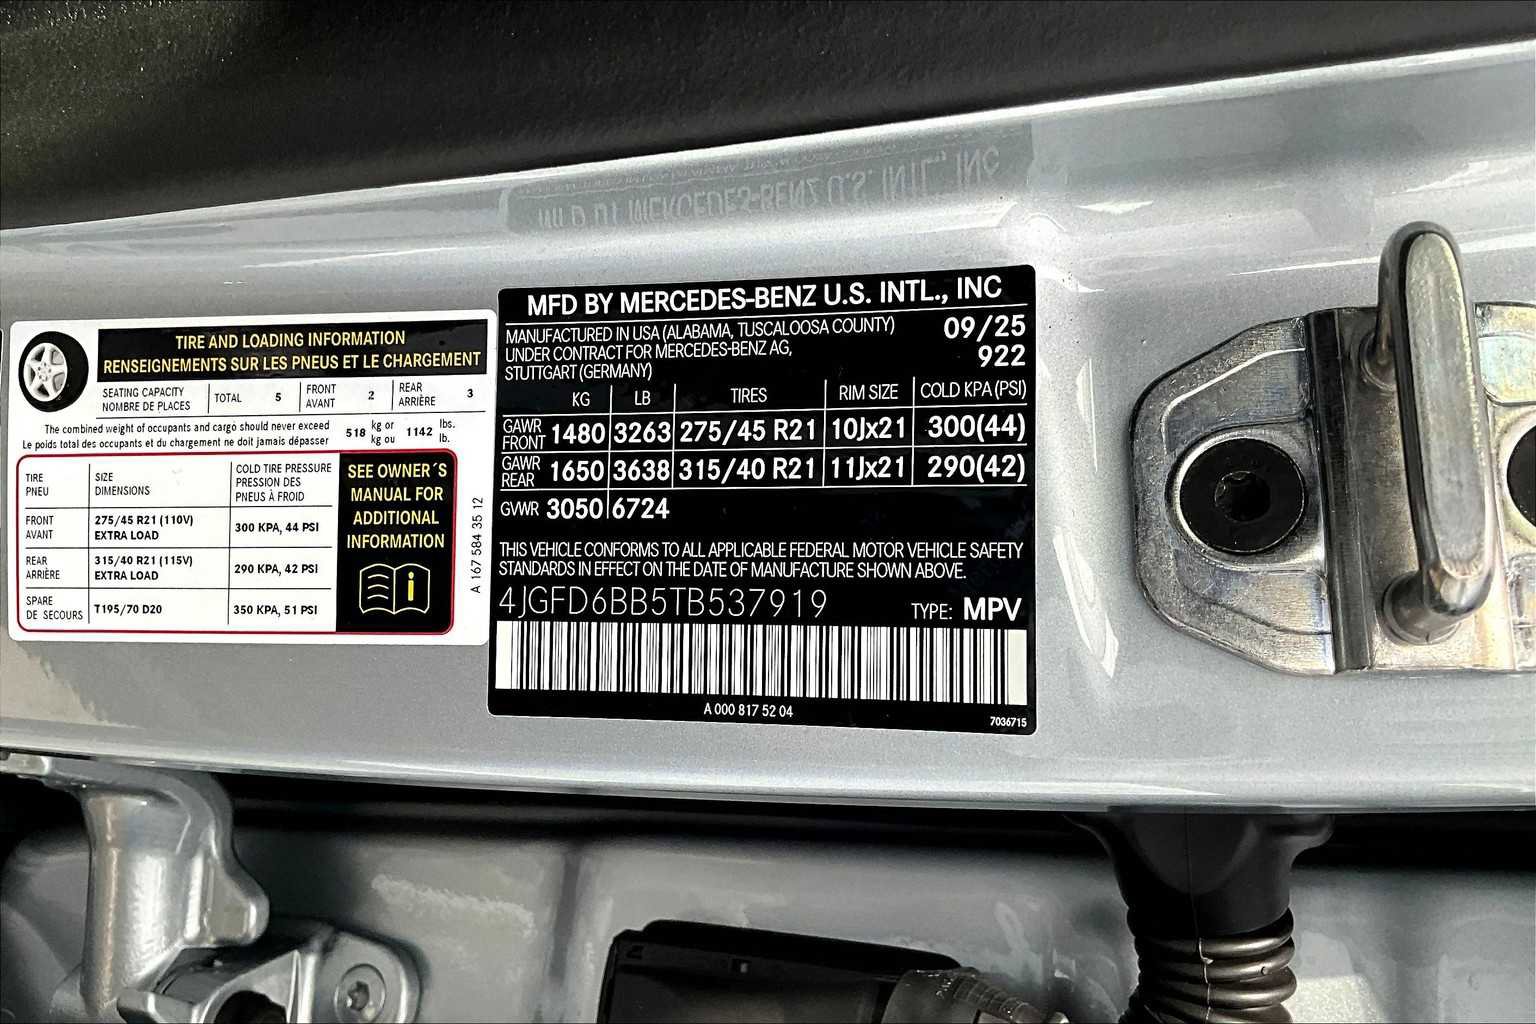 TIRE AND LOADING INFORMATION
RENSEIGNEMENTS SUR LES PNEUS ET LE CHARGEMENT
SEATING CAPACITY
NOMBRE DE PLACES
TOTAL 5
FRONT
AVANT
2
REAR
ARRIÈRE
3
The combined weight of occupants and cargo should never exceed
Le poids total des occupants et du chargement ne doit jamais dépasser
518 kg or
kg ou
1142 lbs.
lb.
TIRE
PNEU
SIZE
DIMENSIONS
COLD TIRE PRESSURE
PRESSION DES
PNEUS À FROID
FRONT
AVANT
275/45 R21 (110V)
EXTRA LOAD
300 KPA, 44 PSI
REAR
ARRIÈRE
315/40 R21 (115V)
EXTRA LOAD
290 KPA, 42 PSI
SPARE
DE SECOURS
T195/70 D20
350 KPA, 51 PSI
SEE OWNER´S
MANUAL FOR
ADDITIONAL
INFORMATION
i
A 167 584 35 12
MFD BY MERCEDES-BENZ U.S. INTL., INC
MANUFACTURED IN USA (ALABAMA, TUSCALOOSA COUNTY)
UNDER CONTRACT FOR MERCEDES-BENZ AG,
STUTTGART (GERMANY)
09/25
922
KG LB TIRES RIM SIZE COLD KPA (PSI)
GAWR
FRONT
1480 3263 275/45 R21 10Jx21 300(44)
GAWR
REAR
1650 3638 315/40 R21 11Jx21 290(42)
GVWR 3050 6724
THIS VEHICLE CONFORMS TO ALL APPLICABLE FEDERAL MOTOR VEHICLE SAFETY
STANDARDS IN EFFECT ON THE DATE OF MANUFACTURE SHOWN ABOVE.
4JGFD6BB5TB537919
TYPE: MPV
A 000 817 52 04
7036715